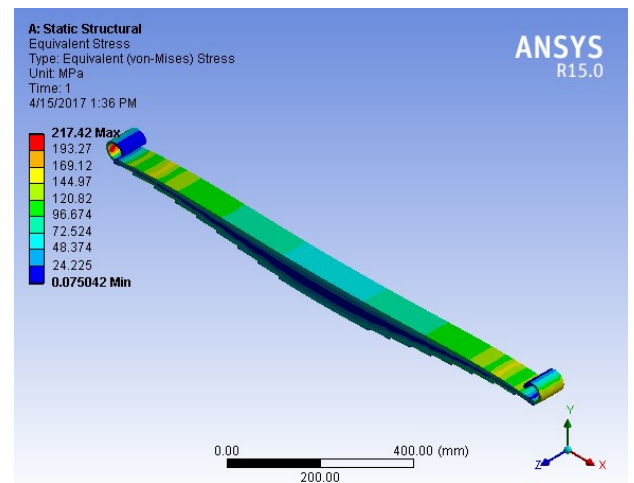 A: Static Structural
Equivalent Stress
Type: Equivalent (von-Mises) Stress
Unit: MPa
Time: 1
4/15/2017 1:36 PM
ANSYS
R15.0
217.42 Max
193.27
169.12
144.97
120.82
96.674
72.524
48.374
24.225
0.075042 Min
0.00
400.00 (mm)
200.00
Y
Z
X